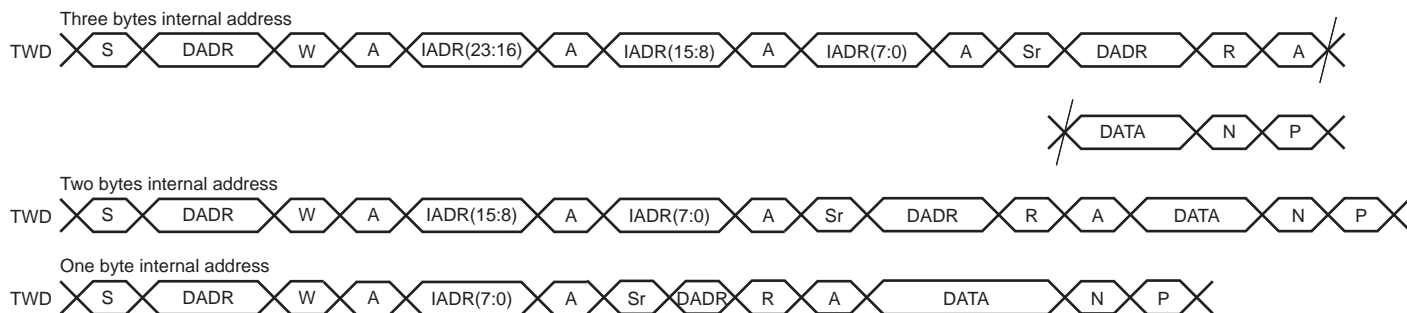 Three bytes internal address
TWD S DADR W A IADR(23:16) A IADR(15:8) A IADR(7:0) A Sr DADR R A
DATA N P
Two bytes internal address
TWD S DADR W A IADR(15:8) A IADR(7:0) A Sr DADR R A DATA N P
One byte internal address
TWD S DADR W A IADR(7:0) A Sr DADR R A DATA N P